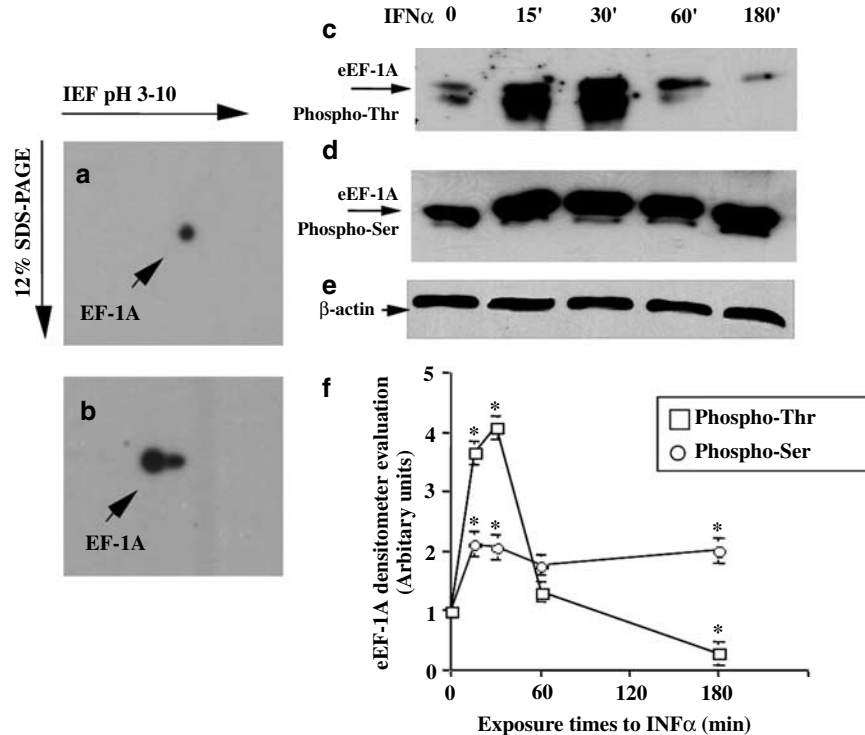 IFNα 0 15' 30' 60' 180'
c
eEF-1A
Phospho-Thr
IEF pH 3-10
12% SDS-PAGE
a
EF-1A
d
eEF-1A
Phospho-Ser
e
β-actin
b
EF-1A
f
eEF-1A densitometer evaluation
(Arbitary units)
5
4
3
2
1
0
* * * * * *
Phospho-Thr
Phospho-Ser
0 60 120 180
Exposure times to INFα (min)